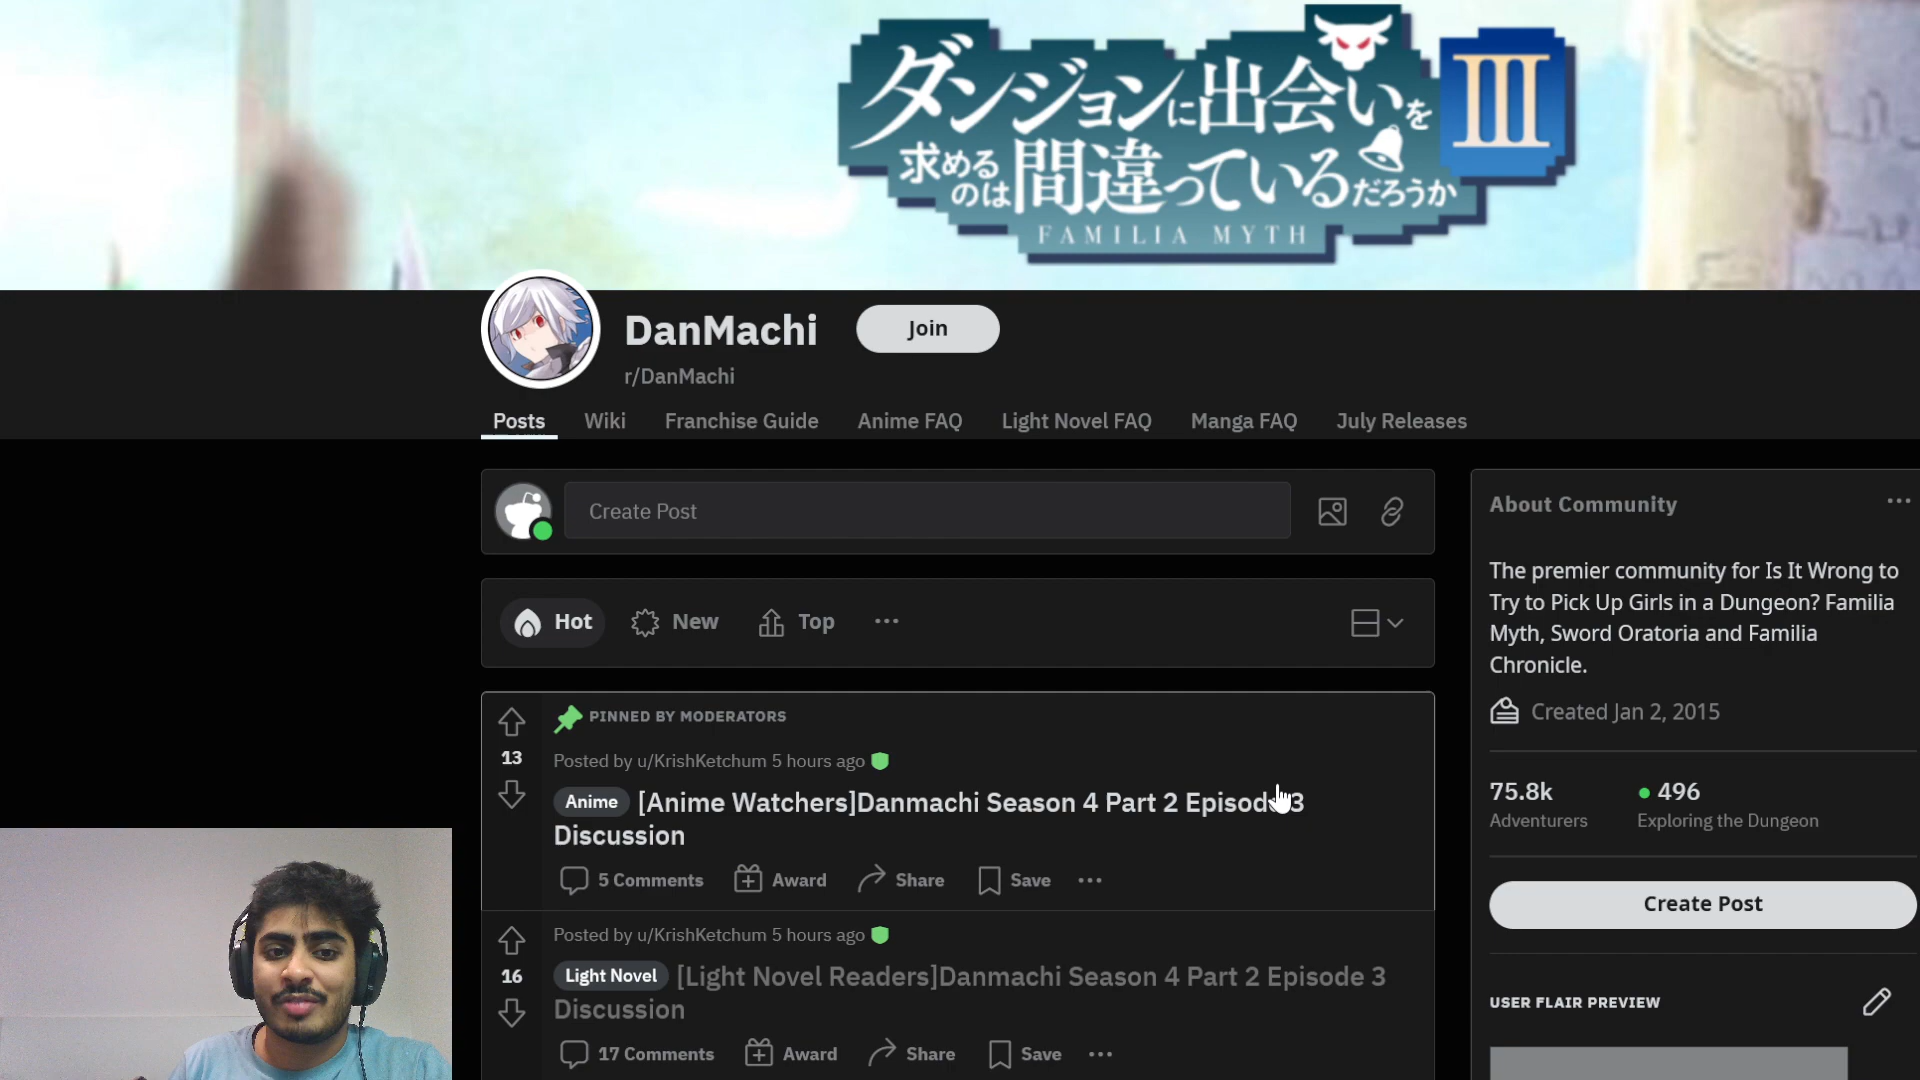 ダンジョンに出会いを
III
求めるのは間違っているだろうか
FAMILIA MYTH
DanMachi
Join
r/DanMachi
Posts
Wiki
Franchise Guide
Anime FAQ
Light Novel FAQ
Manga FAQ
July Releases
Create Post
Hot
New
Top
PINNED BY MODERATORS
13
Posted by u/KrishKetchum 5 hours ago
Anime [Anime Watchers]Danmachi Season 4 Part 2 Episode 3
Discussion
5 Comments
Award
Share
Save
Posted by u/KrishKetchum 5 hours ago
16
Light Novel [Light Novel Readers]Danmachi Season 4 Part 2 Episode 3
Discussion
17 Comments
Award
Share
Save
About Community
The premier community for Is It Wrong to
Try to Pick Up Girls in a Dungeon? Familia
Myth, Sword Oratoria and Familia
Chronicle.
Created Jan 2, 2015
75.8k
Adventurers
496
Exploring the Dungeon
Create Post
USER FLAIR PREVIEW